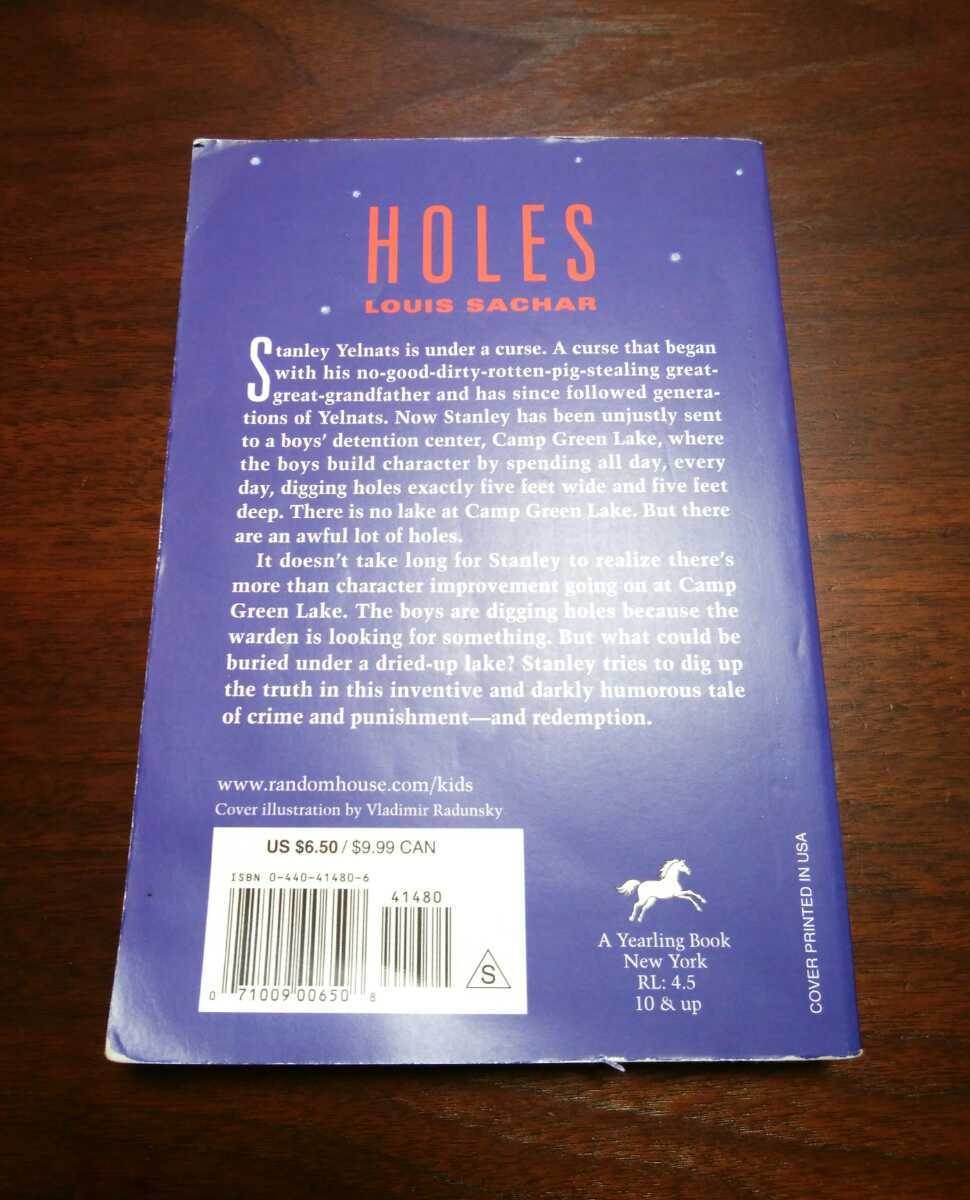 HOLES
LOUIS SACHAR
Stanley Yelnats is under a curse. A curse that began
with his no-good-dirty-rotten-pig-stealing great-
great-grandfather and has since followed genera-
tions of Yelnats. Now Stanley has been unjustly sent
to a boys' detention center, Camp Green Lake, where
the boys build character by spending all day, every
day, digging holes exactly five feet wide and five feet
deep. There is no lake at Camp Green Lake. But there
are an awful lot of holes.
It doesn't take long for Stanley to realize there's
more than character improvement going on at Camp
Green Lake. The boys are digging holes because the
warden is looking for something. But what could be
buried under a dried-up lake? Stanley tries to dig up
the truth in this inventive and darkly humorous tale
of crime and punishment—and redemption.
www.randomhouse.com/kids
Cover illustration by Vladimir Radunsky
US $6.50 / $9.99 CAN
ISBN 0-440-41480-6
41480
S
0 71009 00650 8
A Yearling Book
New York
RL: 4.5
10 & up
COVER PRINTED IN USA